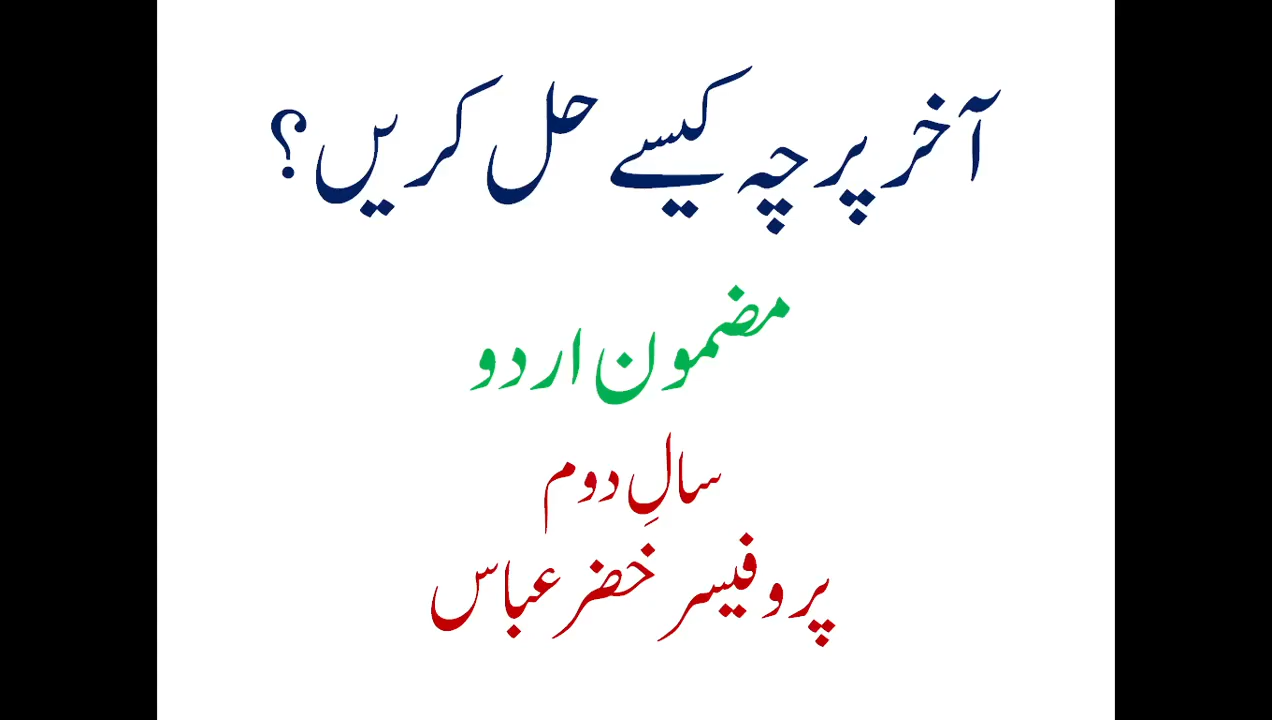 آخر پرچہ کیسے حل کریں؟
مضمون اردو
سالِ دوم
پروفیسر خضر عباس